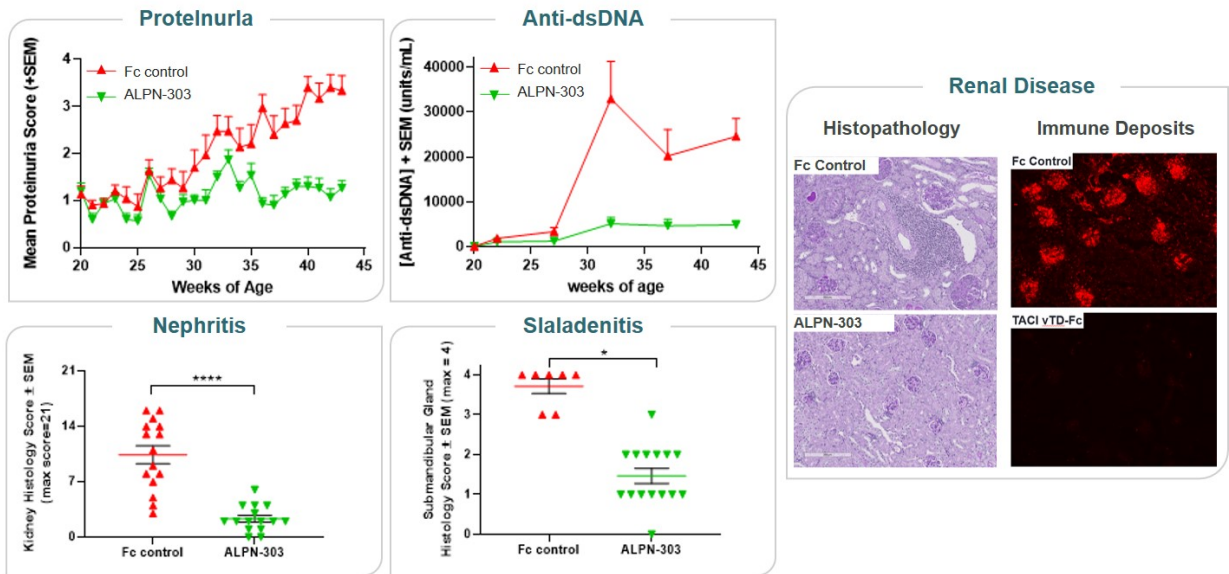 Proteinuria
Mean Proteinuria Score (+SEM)
4
3
2
1
0
Fc control
ALPN-303
20 25 30 35 40 45
Weeks of Age
Anti-dsDNA
[Anti-dsDNA] + SEM (units/mL)
40000
30000
20000
10000
0
Fc control
ALPN-303
20 25 30 35 40 45
weeks of age
Nephritis
Kidney Histology Score ± SEM
(max score=21)
21
14
7
0
****
Fc control ALPN-303
Slaladenitis
Submandibular Gland
Histology Score ± SEM (max = 4)
4
3
2
1
0
*
Fc control ALPN-303
Renal Disease
Histopathology Immune Deposits
Fc Control
Fc Control
ALPN-303
TACI vTD-Fc